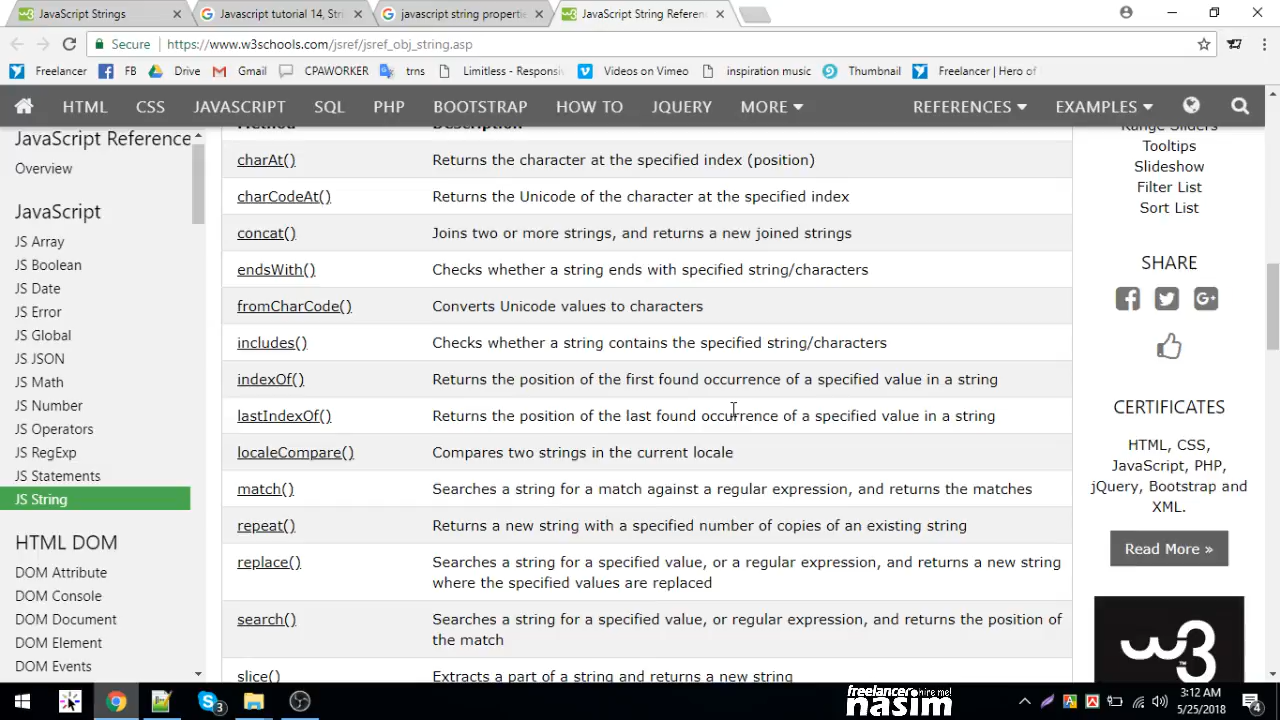 JavaScript Strings
Javascript tutorial 14, Stri
javascript string properti
JavaScript String Referen
Secure
https://www.w3schools.com/jsref/jsref_obj_string.asp
Freelancer
FB
Drive
Gmail
CPAWORKER
trns
Limitless - Respons
Videos on Vimeo
inspiration music
Thumbnail
Freelancer | Hero of
HTML
CSS
JAVASCRIPT
SQL
PHP
BOOTSTRAP
HOW TO
JQUERY
MORE
REFERENCES
EXAMPLES
JavaScript Reference
Overview
JavaScript
JS Array
JS Boolean
JS Date
JS Error
JS Global
JS JSON
JS Math
JS Number
JS Operators
JS RegExp
JS Statements
JS String
HTML DOM
DOM Attribute
DOM Console
DOM Document
DOM Element
DOM Events
Method Description
charAt() Returns the character at the specified index (position)
charCodeAt() Returns the Unicode of the character at the specified index
concat() Joins two or more strings, and returns a new joined strings
endsWith() Checks whether a string ends with specified string/characters
fromCharCode() Converts Unicode values to characters
includes() Checks whether a string contains the specified string/characters
indexOf() Returns the position of the first found occurrence of a specified value in a string
lastIndexOf() Returns the position of the last found occurrence of a specified value in a string
localeCompare() Compares two strings in the current locale
match() Searches a string for a match against a regular expression, and returns the matches
repeat() Returns a new string with a specified number of copies of an existing string
replace() Searches a string for a specified value, or a regular expression, and returns a new string
where the specified values are replaced
search() Searches a string for a specified value, or regular expression, and returns the position of
the match
slice() Extracts a part of a string and returns a new string
Range Sliders
Tooltips
Slideshow
Filter List
Sort List
SHARE
CERTIFICATES
HTML, CSS,
JavaScript, PHP,
jQuery, Bootstrap and
XML.
Read More »
w3
3
freelancer hire me!
nasim
3:12 AM
5/25/2018
4